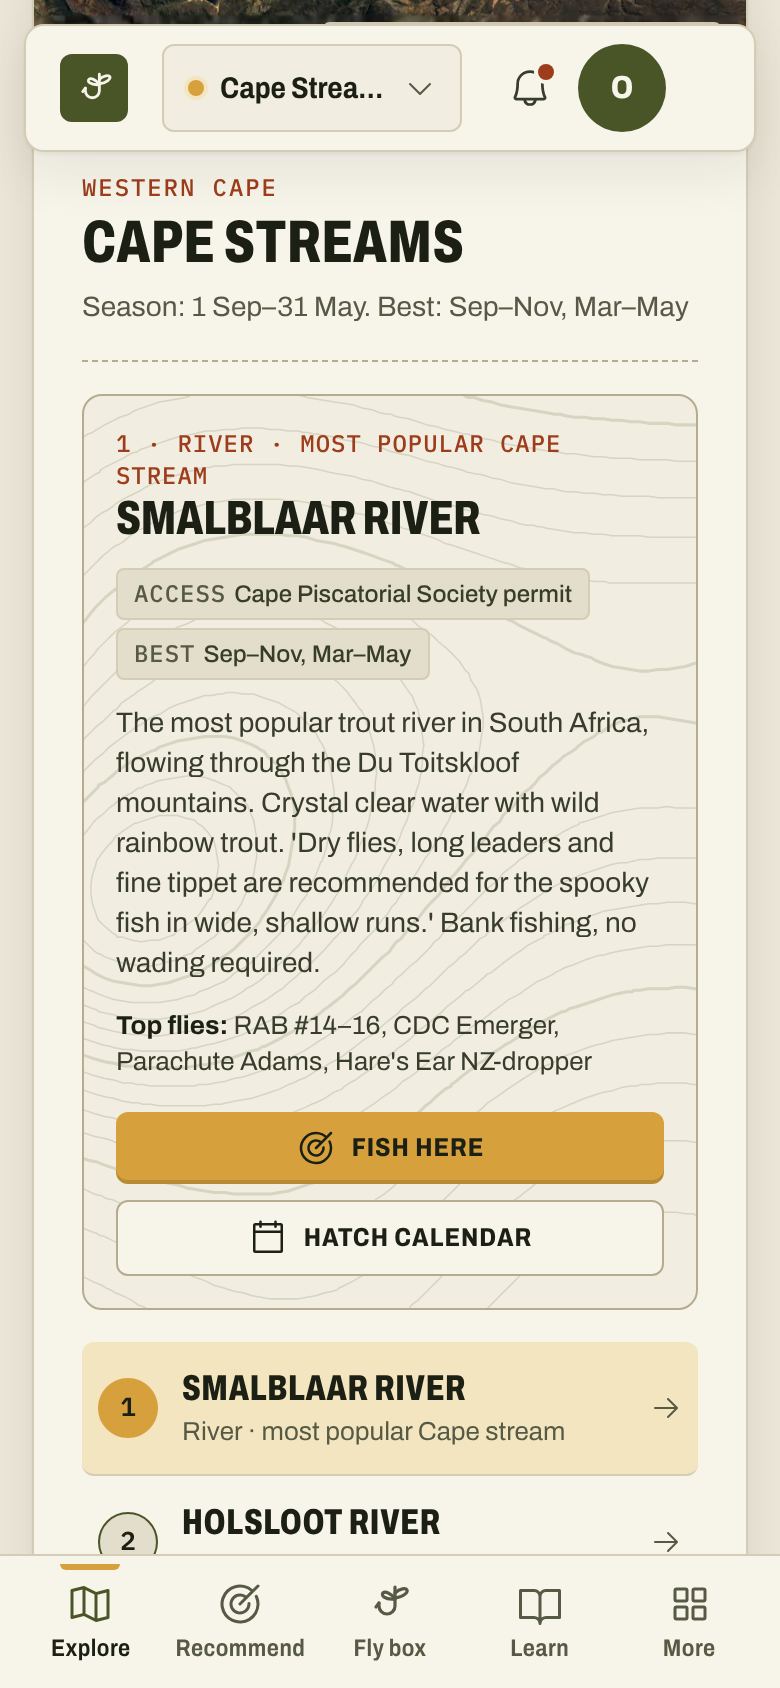 Cape Strea...
O
WESTERN CAPE
CAPE STREAMS
Season: 1 Sep–31 May. Best: Sep–Nov, Mar–May
1 · RIVER · MOST POPULAR CAPE
STREAM
SMALBLAAR RIVER
ACCESS Cape Piscatorial Society permit
BEST Sep–Nov, Mar–May
The most popular trout river in South Africa,
flowing through the Du Toitskloof
mountains. Crystal clear water with wild
rainbow trout. 'Dry flies, long leaders and
fine tippet are recommended for the spooky
fish in wide, shallow runs.' Bank fishing, no
wading required.
Top flies: RAB #14–16, CDC Emerger,
Parachute Adams, Hare's Ear NZ-dropper
FISH HERE
HATCH CALENDAR
1
SMALBLAAR RIVER
River · most popular Cape stream
2
HOLSLOOT RIVER
Explore
Recommend
Fly box
Learn
More